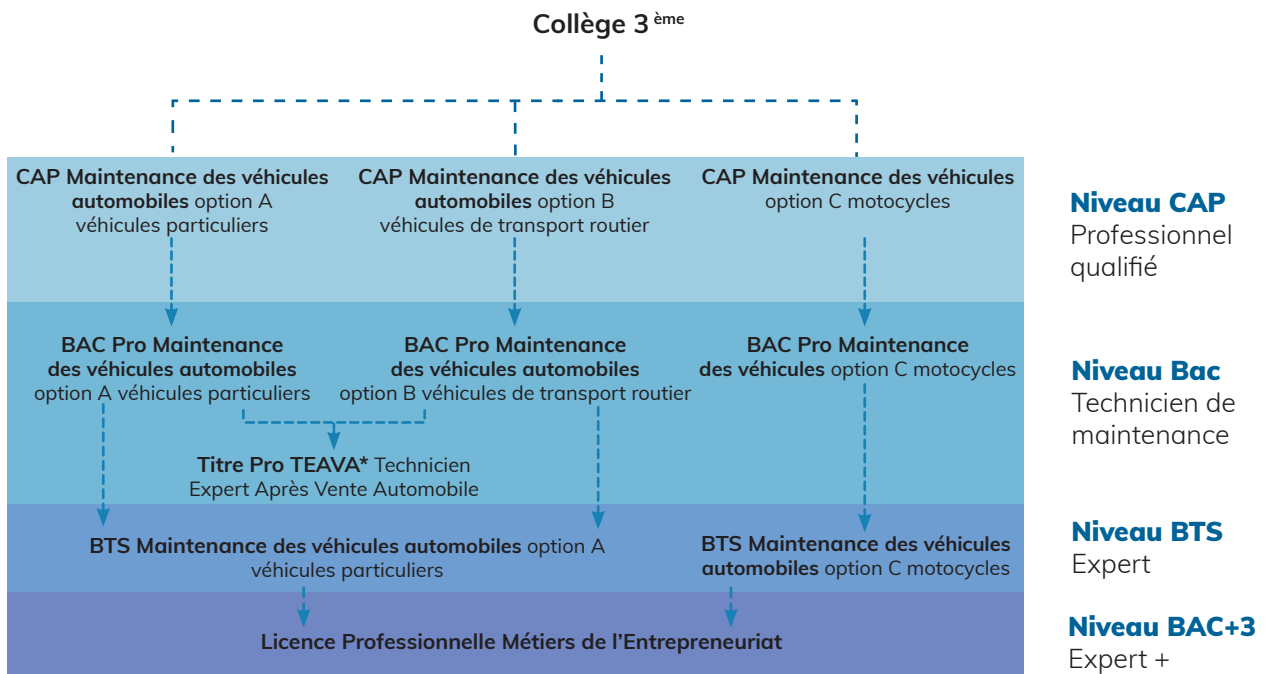 Collège 3 ème
CAP Maintenance des véhicules
automobiles option A
véhicules particuliers
CAP Maintenance des véhicules
automobiles option B
véhicules de transport routier
CAP Maintenance des véhicules
option C motocycles
Niveau CAP
Professionnel
qualifié
BAC Pro Maintenance
des véhicules automobiles
option A véhicules particuliers
BAC Pro Maintenance
des véhicules automobiles
option B véhicules de transport routier
BAC Pro Maintenance
des véhicules option C motocycles
Niveau Bac
Technicien de
maintenance
Titre Pro TEAVA* Technicien
Expert Après Vente Automobile
BTS Maintenance des véhicules automobiles option A
véhicules particuliers
BTS Maintenance des véhicules
automobiles option C motocycles
Niveau BTS
Expert
Licence Professionnelle Métiers de l'Entrepreneuriat
Niveau BAC+3
Expert +